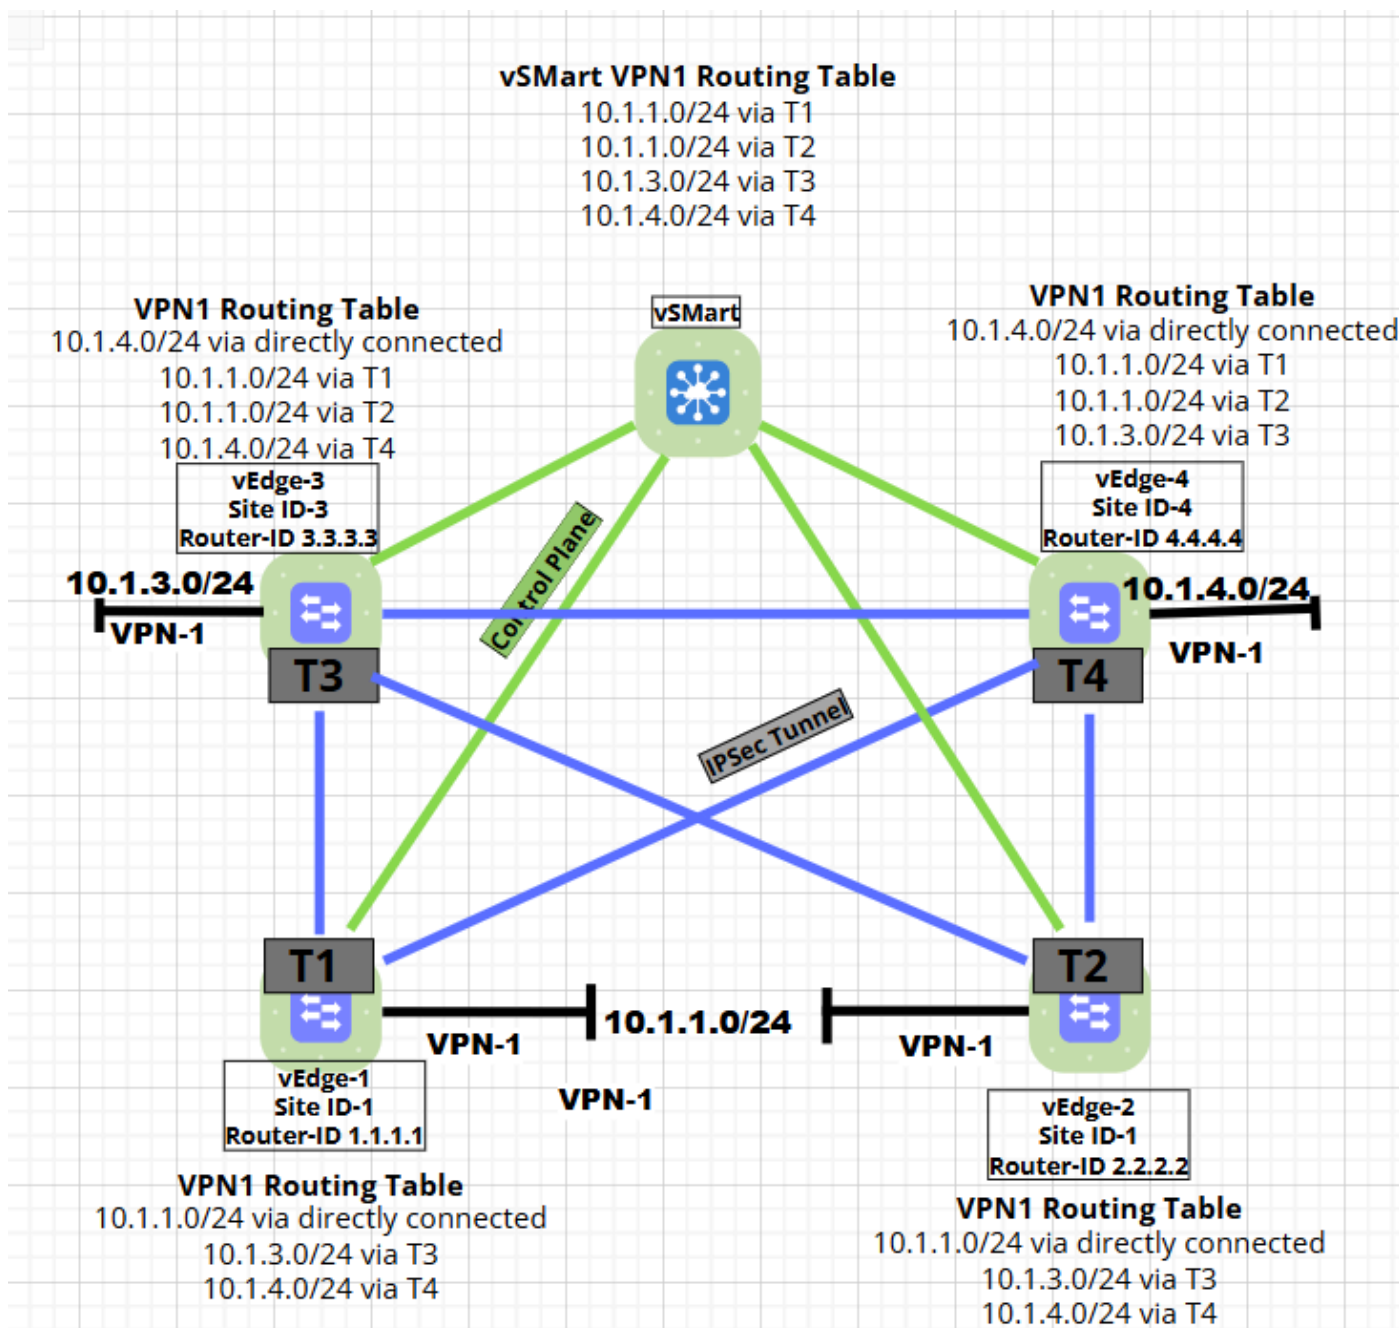 vSMart VPN1 Routing Table
10.1.1.0/24 via T1
10.1.1.0/24 via T2
10.1.3.0/24 via T3
10.1.4.0/24 via T4
VPN1 Routing Table
10.1.4.0/24 via directly connected
10.1.1.0/24 via T1
10.1.1.0/24 via T2
10.1.4.0/24 via T4
vSMart
VPN1 Routing Table
10.1.4.0/24 via directly connected
10.1.1.0/24 via T1
10.1.1.0/24 via T2
10.1.3.0/24 via T3
vEdge-3
Site ID-3
Router-ID 3.3.3.3
vEdge-4
Site ID-4
Router-ID 4.4.4.4
Control Plane
10.1.3.0/24
VPN-1
10.1.4.0/24
VPN-1
T3
T4
IPSec Tunnel
T1
T2
10.1.1.0/24
VPN-1
VPN-1
VPN-1
vEdge-1
Site ID-1
Router-ID 1.1.1.1
vEdge-2
Site ID-1
Router-ID 2.2.2.2
VPN1 Routing Table
10.1.1.0/24 via directly connected
10.1.3.0/24 via T3
10.1.4.0/24 via T4
VPN1 Routing Table
10.1.1.0/24 via directly connected
10.1.3.0/24 via T3
10.1.4.0/24 via T4